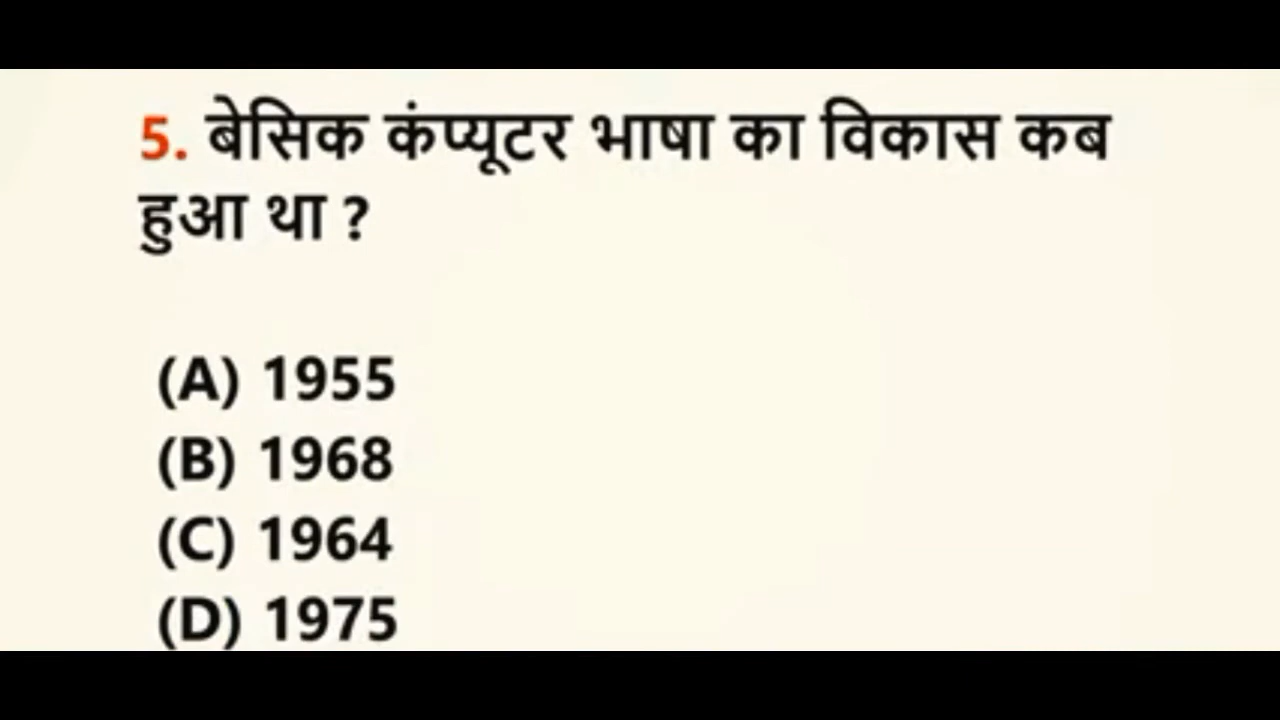 5. बेसिक कंप्यूटर भाषा का विकास कब
हुआ था ?
(A) 1955
(B) 1968
(C) 1964
(D) 1975